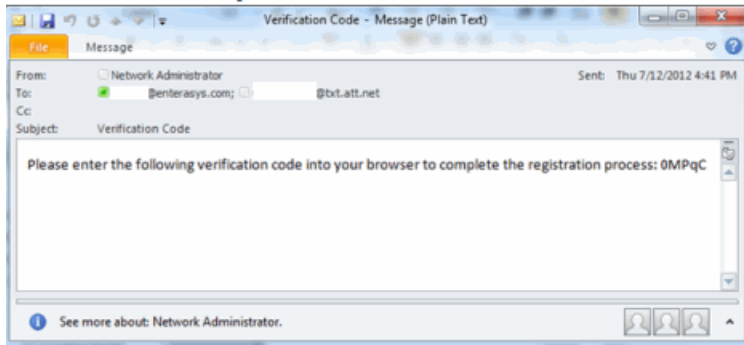 Verification Code - Message (Plain Text)
File Message
From: Network Administrator Sent: Thu 7/12/2012 4:41 PM
To: @enterasys.com; @txt.att.net
Cc:
Subject: Verification Code
Please enter the following verification code into your browser to complete the registration process: 0MPqC
See more about: Network Administrator.